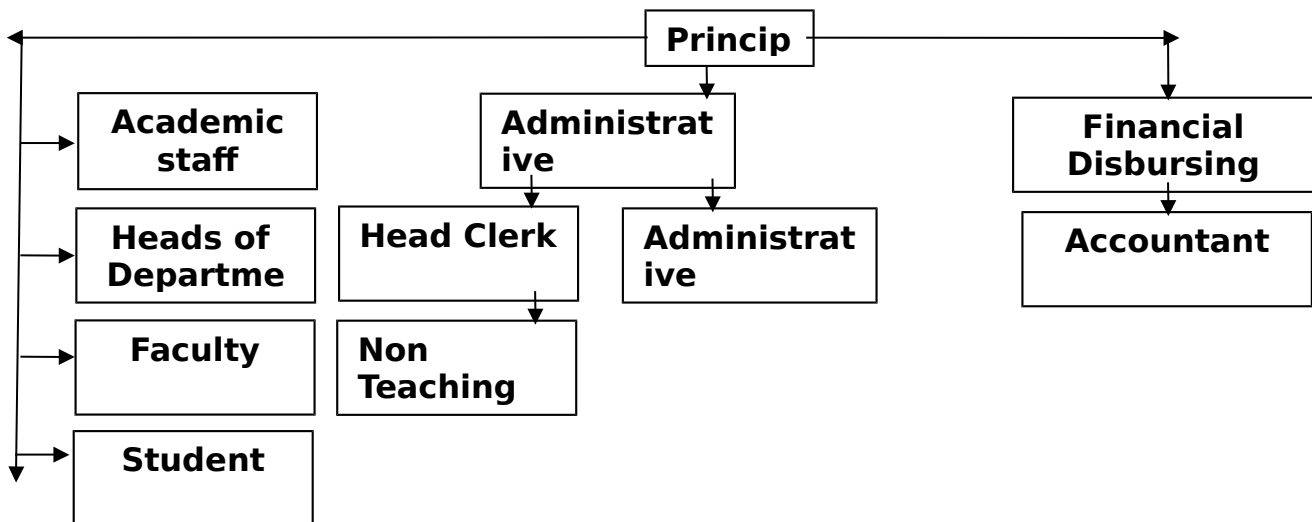 Princip
Academic
staff
Administrat
ive
Financial
Disbursing
Heads of
Departme
Head Clerk
Administrat
ive
Accountant
Faculty
Non
Teaching
Student